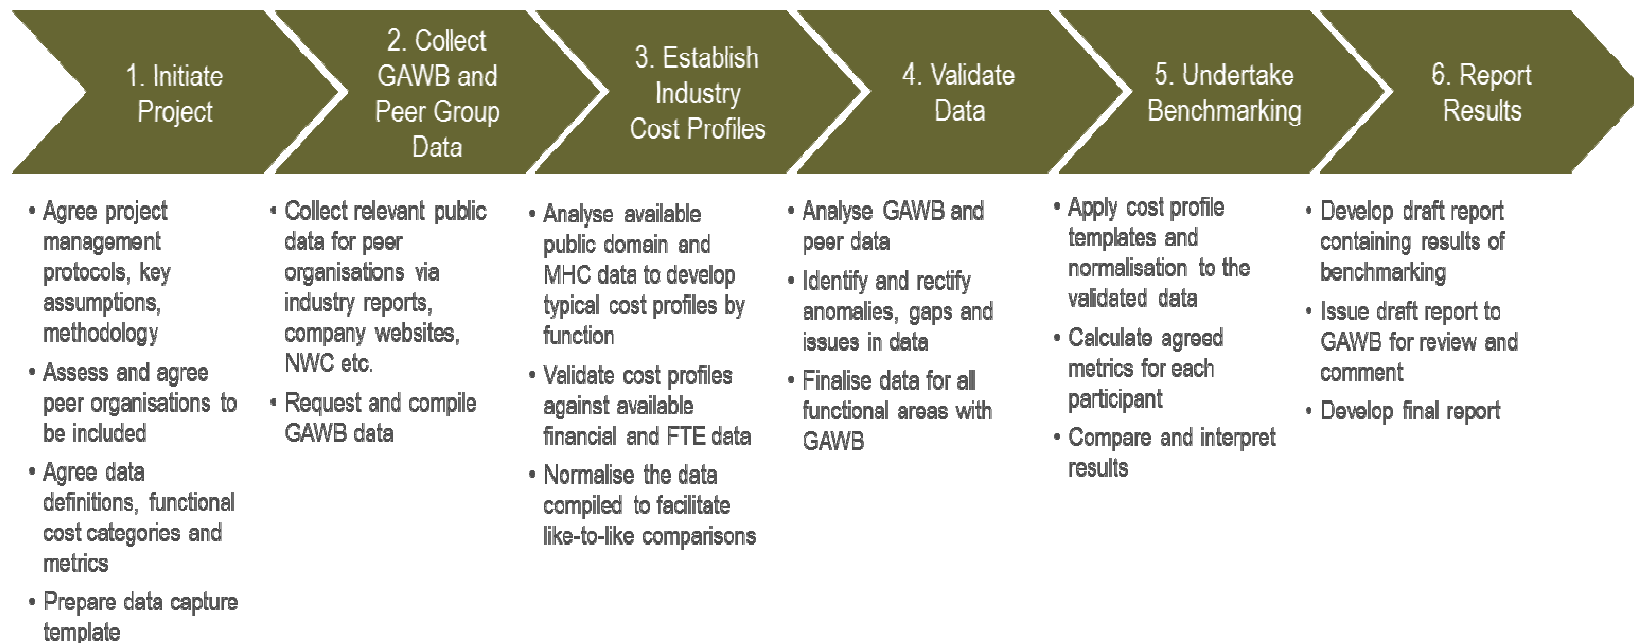 1. Initiate
Project
2. Collect
GAWB and
Peer Group
Data
3. Establish
Industry
Cost Profiles
4. Validate
Data
5. Undertake
Benchmarking
6. Report
Results
• Agree project
management
protocols, key
assumptions,
methodology
• Assess and agree
peer organisations to
be included
• Agree data
definitions, functional
cost categories and
metrics
• Prepare data capture
template
• Collect relevant public
data for peer
organisations via
industry reports,
company websites,
NWC etc.
• Request and compile
GAWB data
• Analyse available
public domain and
MHC data to develop
typical cost profiles by
function
• Validate cost profiles
against available
financial and FTE data
• Normalise the data
compiled to facilitate
like-to-like comparisons
• Analyse GAWB and
peer data
• Identify and rectify
anomalies, gaps and
issues in data
• Finalise data for all
functional areas with
GAWB
• Apply cost profile
templates and
normalisation to the
validated data
• Calculate agreed
metrics for each
participant
• Compare and interpret
results
• Develop draft report
containing results of
benchmarking
• Issue draft report to
GAWB for review and
comment
• Develop final report